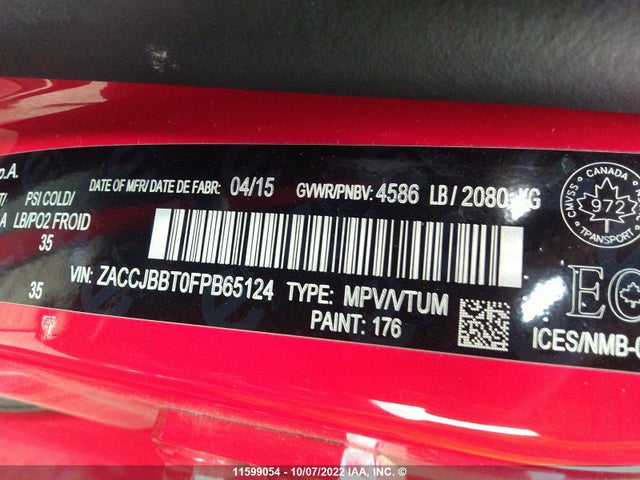 p.A.
PSI COLD/
LB/PO2 FROID
35
35
DATE OF MFR/DATE DE FABR: 04/15 GVWR/PNBV: 4586 LB / 2080 KG
VIN: ZACCJBBT0FPB65124 TYPE: MPV/VTUM
PAINT: 176
CANADA
CMVSS
972
TRANSPORT
ICES/NMB-
11599054 - 10/07/2022 IAA, INC. ©